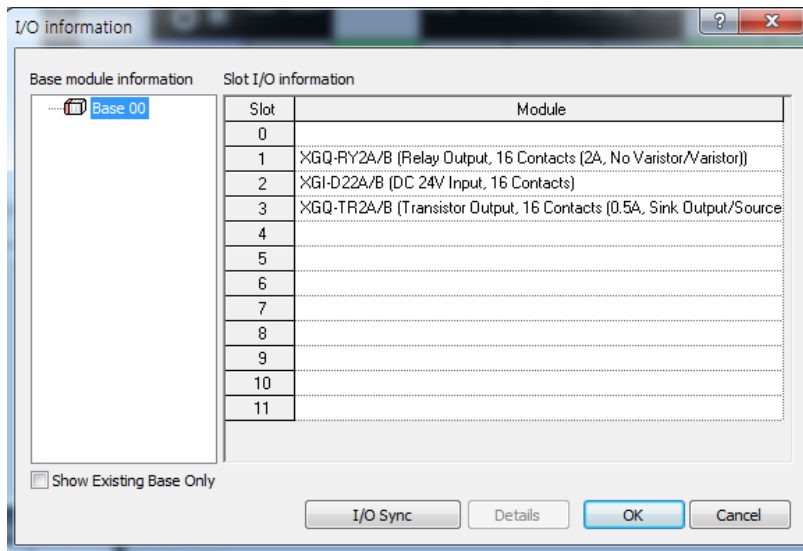 I/O information
Base module information
Slot I/O information
Base 00
Slot Module
0
1 XGQ-RY2A/B (Relay Output, 16 Contacts (2A, No Varistor/Varistor))
2 XGI-D22A/B (DC 24V Input, 16 Contacts)
3 XGQ-TR2A/B (Transistor Output, 16 Contacts (0.5A, Sink Output/Source
4
5
6
7
8
9
10
11
Show Existing Base Only
I/O Sync Details OK Cancel